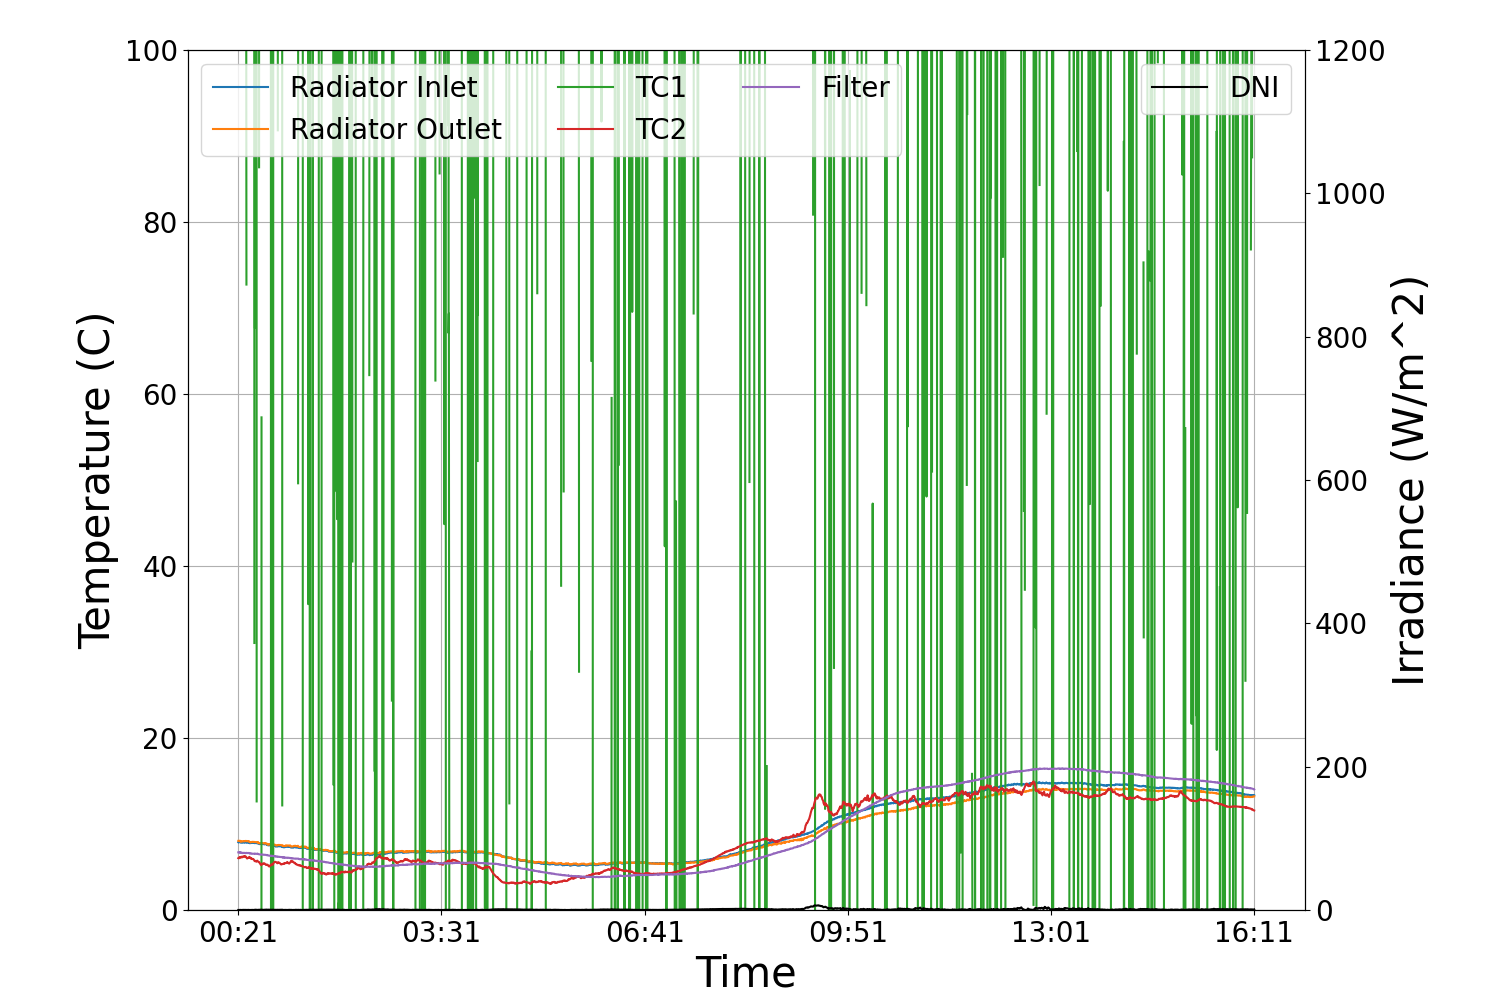 Radiator Inlet
Radiator Outlet
TC1
TC2
Filter
DNI
Temperature (C)
100
80
60
40
20
0
Irradiance (W/m^2)
1200
1000
800
600
400
200
0
00:21 03:31 06:41 09:51 13:01 16:11
Time